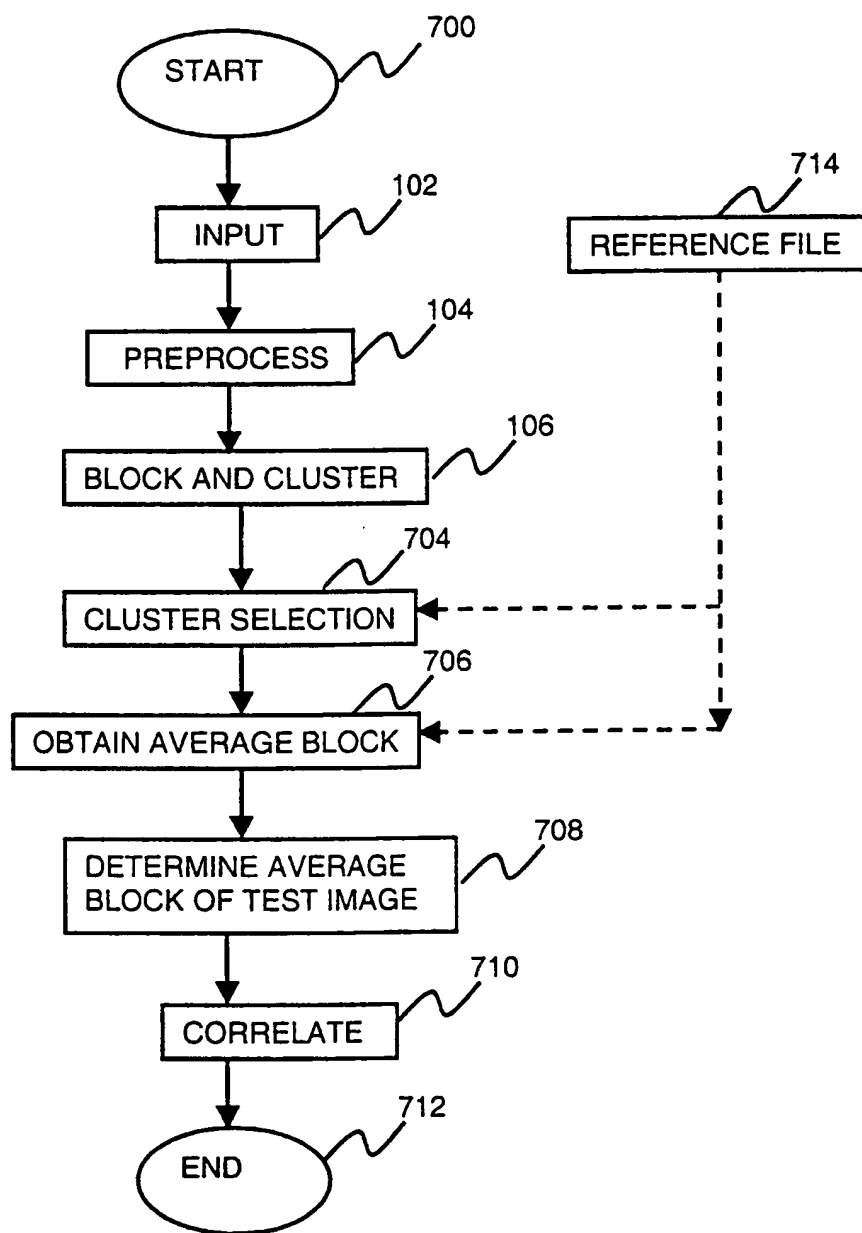 700
START
714
102
INPUT
REFERENCE FILE
104
PREPROCESS
106
BLOCK AND CLUSTER
704
CLUSTER SELECTION
706
OBTAIN AVERAGE BLOCK
708
DETERMINE AVERAGE
BLOCK OF TEST IMAGE
710
CORRELATE
712
END